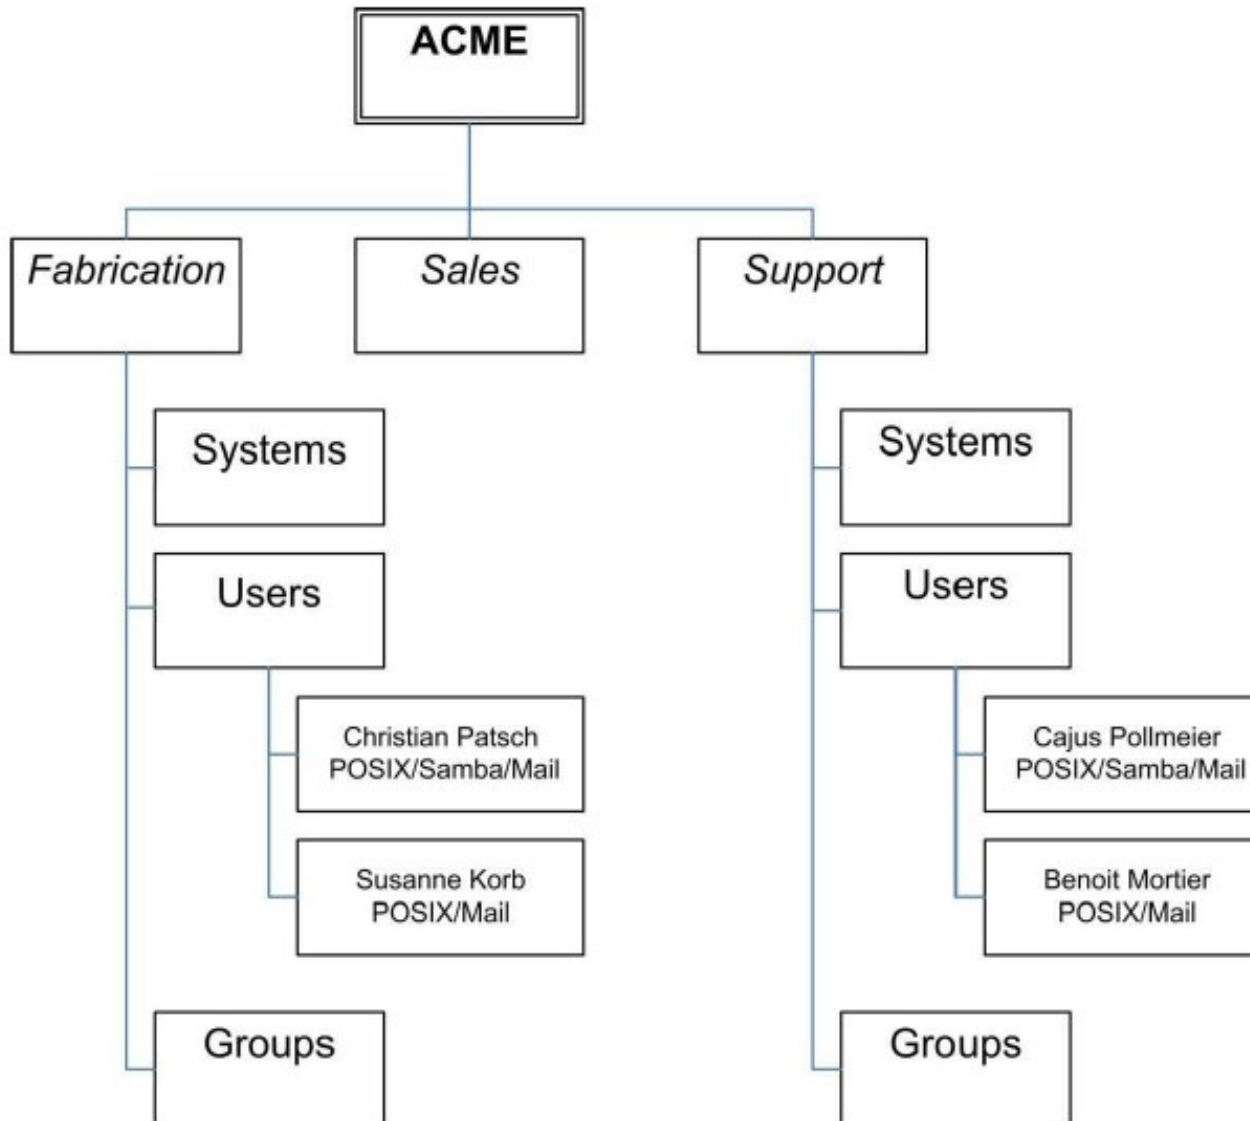 ACME
Fabrication
Sales
Support
Systems
Users
Christian Patsch
POSIX/Samba/Mail
Susanne Korb
POSIX/Mail
Groups
Systems
Users
Cajus Pollmeier
POSIX/Samba/Mail
Benoit Mortier
POSIX/Mail
Groups